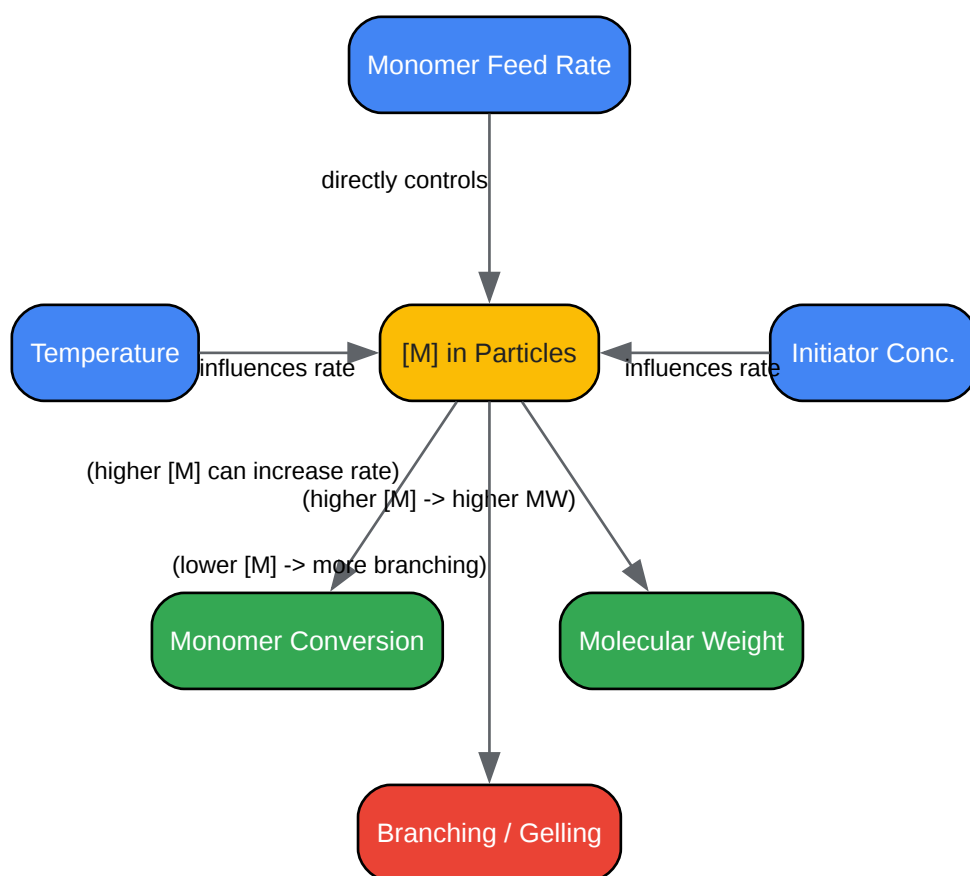 Monomer Feed Rate
directly controls
Temperature
influences rate
[M] in Particles
influences rate
Initiator Conc.
(higher [M] can increase rate)
(higher [M] -> higher MW)
(lower [M] -> more branching)
Monomer Conversion
Molecular Weight
Branching / Gelling